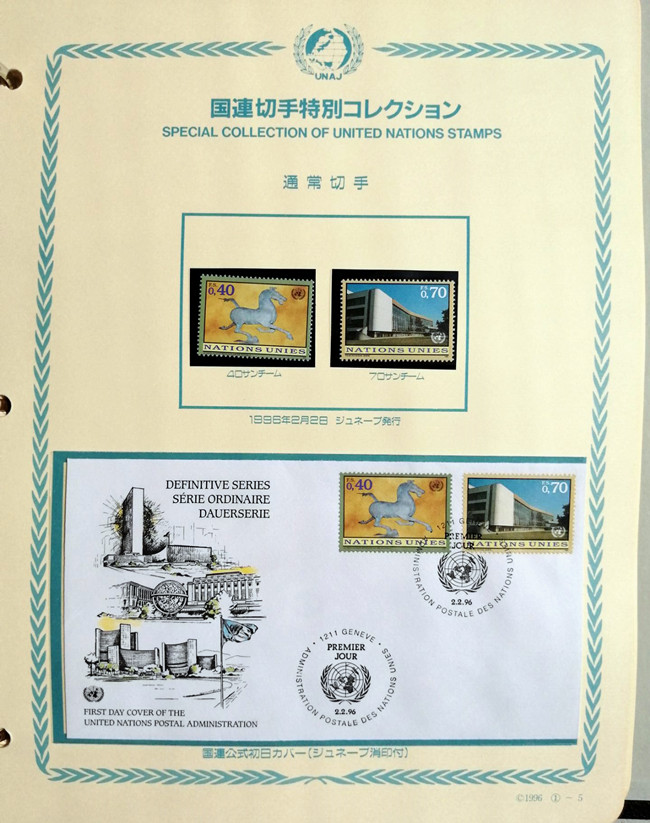 UNAJ
国連切手特別コレクション
SPECIAL COLLECTION OF UNITED NATIONS STAMPS
通常切手
F.S. 0,40
NATIONS UNIES
F.S. 0,70
NATIONS UNIES
40サンチーム
70サンチーム
1996年2月2日 ジュネーブ発行
DEFINITIVE SERIES
SÉRIE ORDINAIRE
DAUERSERIE
F.S. 0,40
NATIONS UNIES
F.S. 0,70
NATIONS UNIES
1211 GENÈVE
PREMIER
JOUR
2.2.96
ADMINISTRATION POSTALE DES NATIONS UNIES
1211 GENÈVE
PREMIER
JOUR
2.2.96
ADMINISTRATION POSTALE DES NATIONS UNIES
FIRST DAY COVER OF THE
UNITED NATIONS POSTAL ADMINISTRATION
国連公式初日カバー(ジュネーブ消印付)
©1996 ① - 5